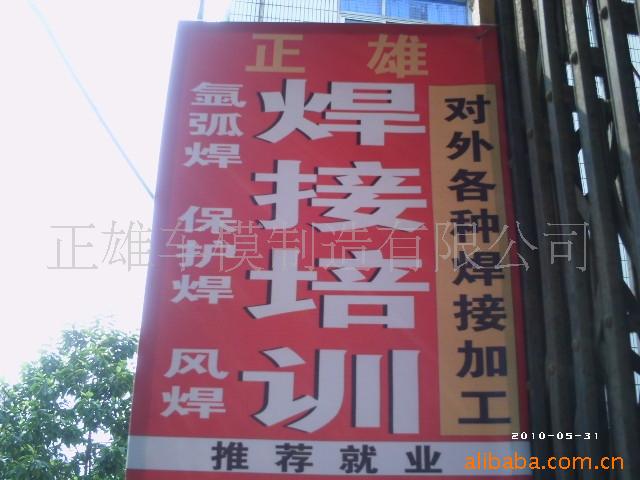 正雄
焊接培训
氩弧焊 保护焊 风焊
对外各种焊接加工
推荐就业
正雄车模制造有限公司
2010-05-31
alibaba.com.cn